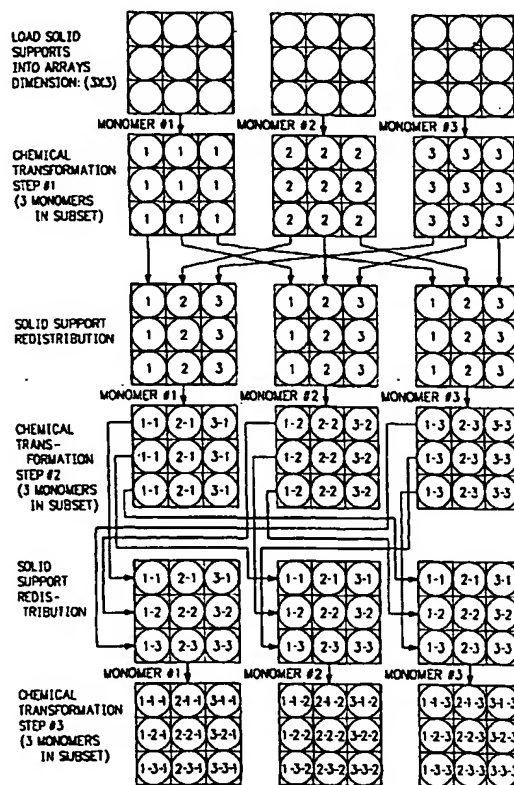 LOAD SOLID
SUPPORTS
INTO ARRAYS
DIMENSION: (3X3)
MONOMER #1 MONOMER #2 MONOMER #3
CHEMICAL
TRANSFORMATION
STEP #1
(3 MONOMERS
IN SUBSET)
1 1 1 2 2 2 3 3 3
1 1 1 2 2 2 3 3 3
1 1 1 2 2 2 3 3 3
SOLID SUPPORT
REDISTRIBUTION
1 2 3 1 2 3 1 2 3
1 2 3 1 2 3 1 2 3
1 2 3 1 2 3 1 2 3
MONOMER #1 MONOMER #2 MONOMER #3
CHEMICAL
TRANS-
FORMATION
STEP #2
(3 MONOMERS
IN SUBSET)
1-1 2-1 3-1 1-2 2-2 3-2 1-3 2-3 3-3
1-1 2-1 3-1 1-2 2-2 3-2 1-3 2-3 3-3
1-1 2-1 3-1 1-2 2-2 3-2 1-3 2-3 3-3
SOLID
SUPPORT
REDIS-
TRIBUTION
1-1 2-1 3-1 1-1 2-1 3-1 1-1 2-1 3-1
1-2 2-2 3-2 1-2 2-2 3-2 1-2 2-2 3-2
1-3 2-3 3-3 1-3 2-3 3-3 1-3 2-3 3-3
MONOMER #1 MONOMER #2 MONOMER #3
CHEMICAL
TRANSFORMATION
STEP #3
(3 MONOMERS
IN SUBSET)
1-1-1 2-1-1 3-1-1 1-1-2 2-1-2 3-1-2 1-1-3 2-1-3 3-1-3
1-2-1 2-2-1 3-2-1 1-2-2 2-2-2 3-2-2 1-2-3 2-2-3 3-2-3
1-3-1 2-3-1 3-3-1 1-3-2 2-3-2 3-3-2 1-3-3 2-3-3 3-3-3